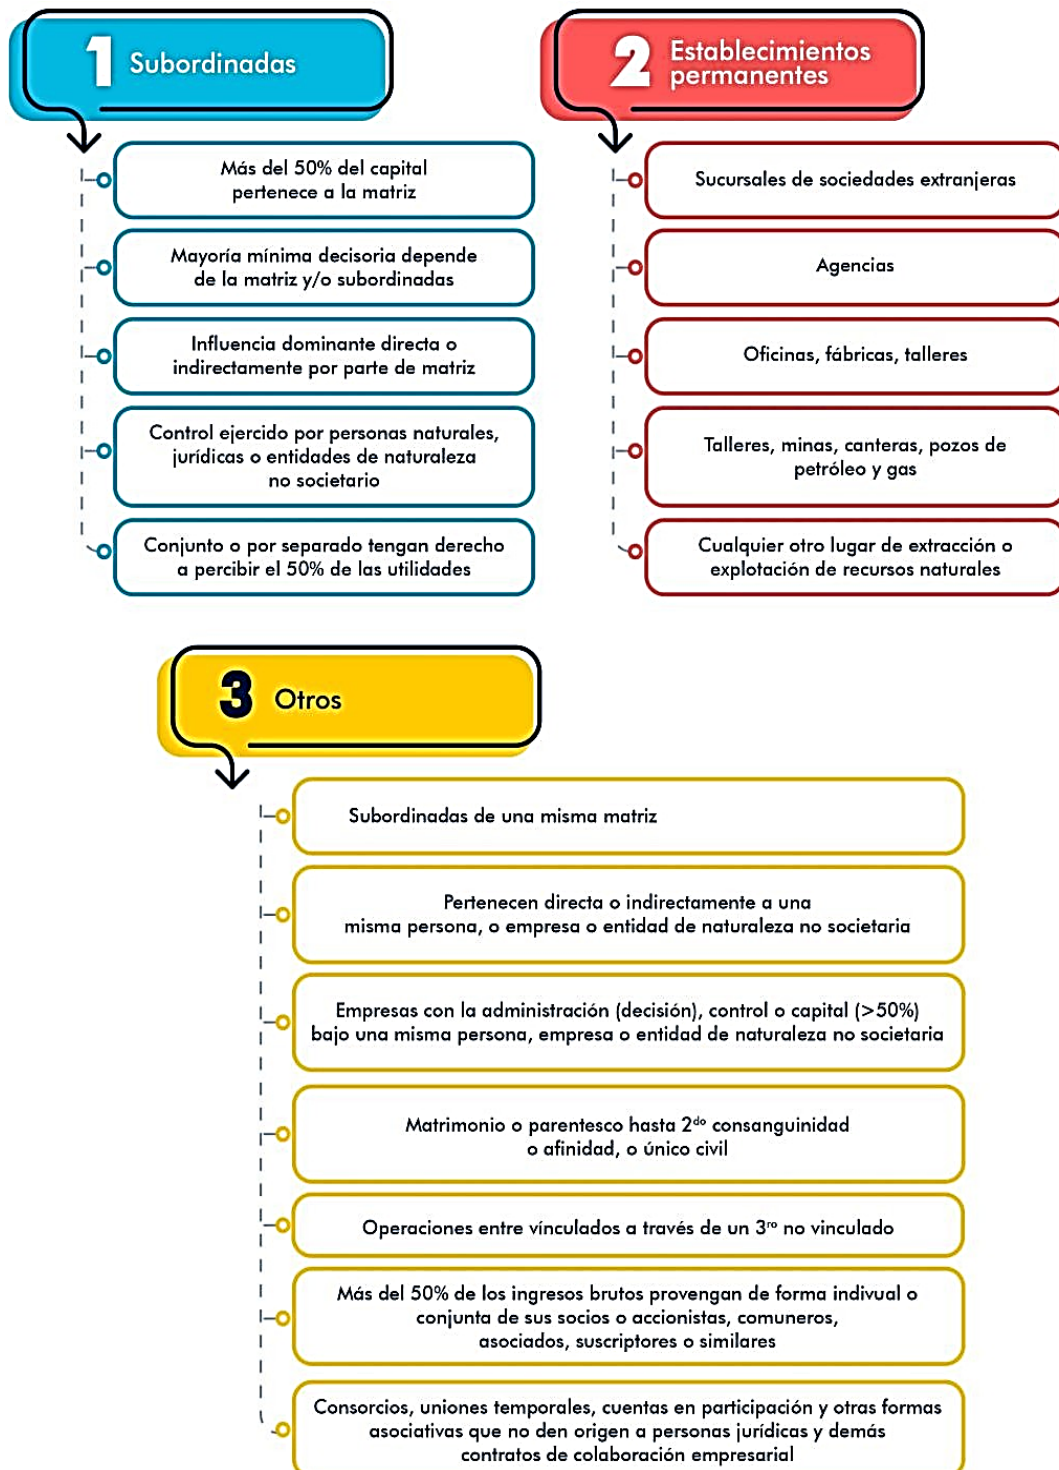 1 Subordinadas
Más del 50% del capital
pertenece a la matriz
Mayoría mínima decisoria depende
de la matriz y/o subordinadas
Influencia dominante directa o
indirectamente por parte de matriz
Control ejercido por personas naturales,
jurídicas o entidades de naturaleza
no societario
Conjunto o por separado tengan derecho
a percibir el 50% de las utilidades
2 Establecimientos
permanentes
Sucursales de sociedades extranjeras
Agencias
Oficinas, fábricas, talleres
Talleres, minas, canteras, pozos de
petróleo y gas
Cualquier otro lugar de extracción o
explotación de recursos naturales
3 Otros
Subordinadas de una misma matriz
Pertenecen directa o indirectamente a una
misma persona, o empresa o entidad de naturaleza no societaria
Empresas con la administración (decisión), control o capital (>50%)
bajo una misma persona, empresa o entidad de naturaleza no societaria
Matrimonio o parentesco hasta 2ᵈᵒ consanguinidad
o afinidad, o único civil
Operaciones entre vínculados a través de un 3ʳᵒ no vinculado
Más del 50% de los ingresos brutos provengan de forma indivual o
conjunta de sus socios o accionistas, comuneros,
asociados, suscriptores o similares
Consorcios, uniones temporales, cuentas en participación y otras formas
asociativas que no den origen a personas jurídicas y demás
contratos de colaboración empresarial